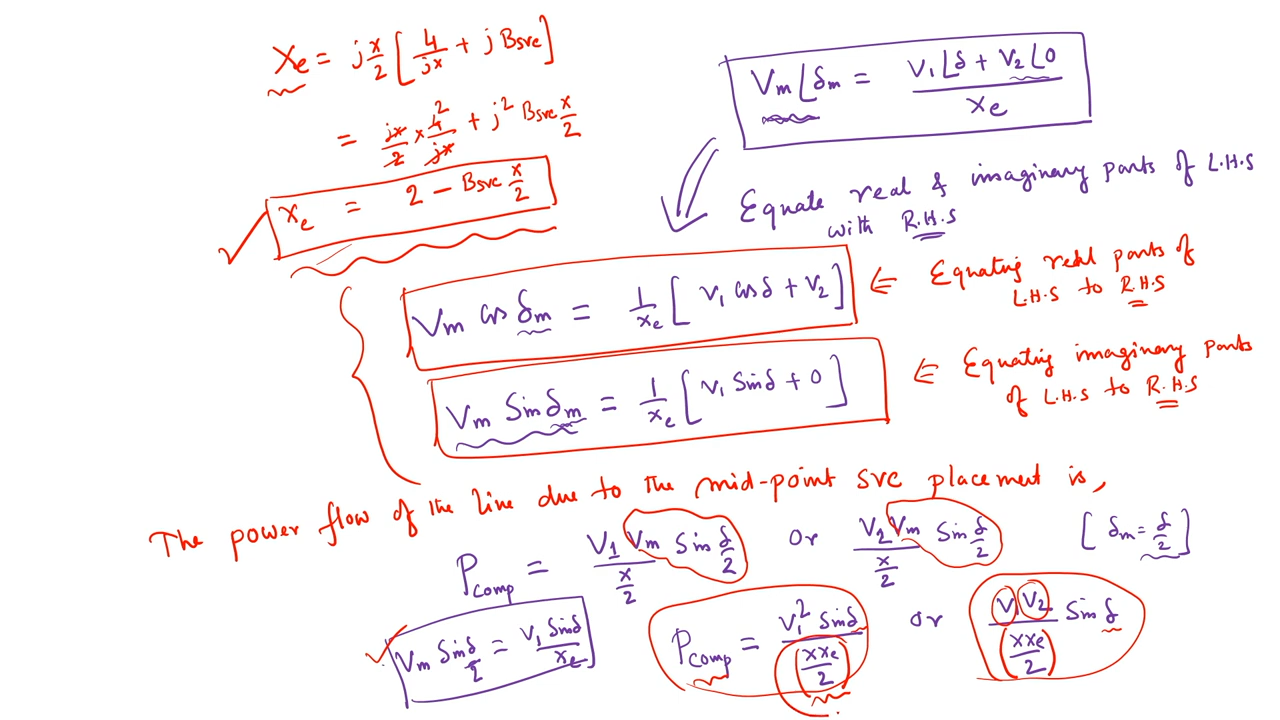 Xe = j x/2 [ 4/jx + j Bsvc ]
= jx/2 × 4/jx 2 + j² Bsvc x/2
xe = 2 − Bsvc x/2
Vm∠δm = (V1∠δ + V2∠0) / Xe
Equate real & imaginary parts of L.H.S
with R.H.S
Vm cos δm = 1/xe [ V1 cos δ + V2 ]
⇐ Equating real parts of
L.H.S to R.H.S
Vm Sin δm = 1/xe [ V1 Sin δ + 0 ]
⇐ Equating imaginary parts
of L.H.S to R.H.S
The power flow of the line due to the mid-point svc placement is,
Pcomp = V1 Vm Sin δ/2 / (x/2) Or V2 Vm Sin δ/2 / (x/2) [ δm = δ/2 ]
Vm Sin δ/2 = V1 Sinδ / xe
Pcomp = V1² Sinδ / (xxe/2) Or V1 V2 / (xxe/2) Sin δ